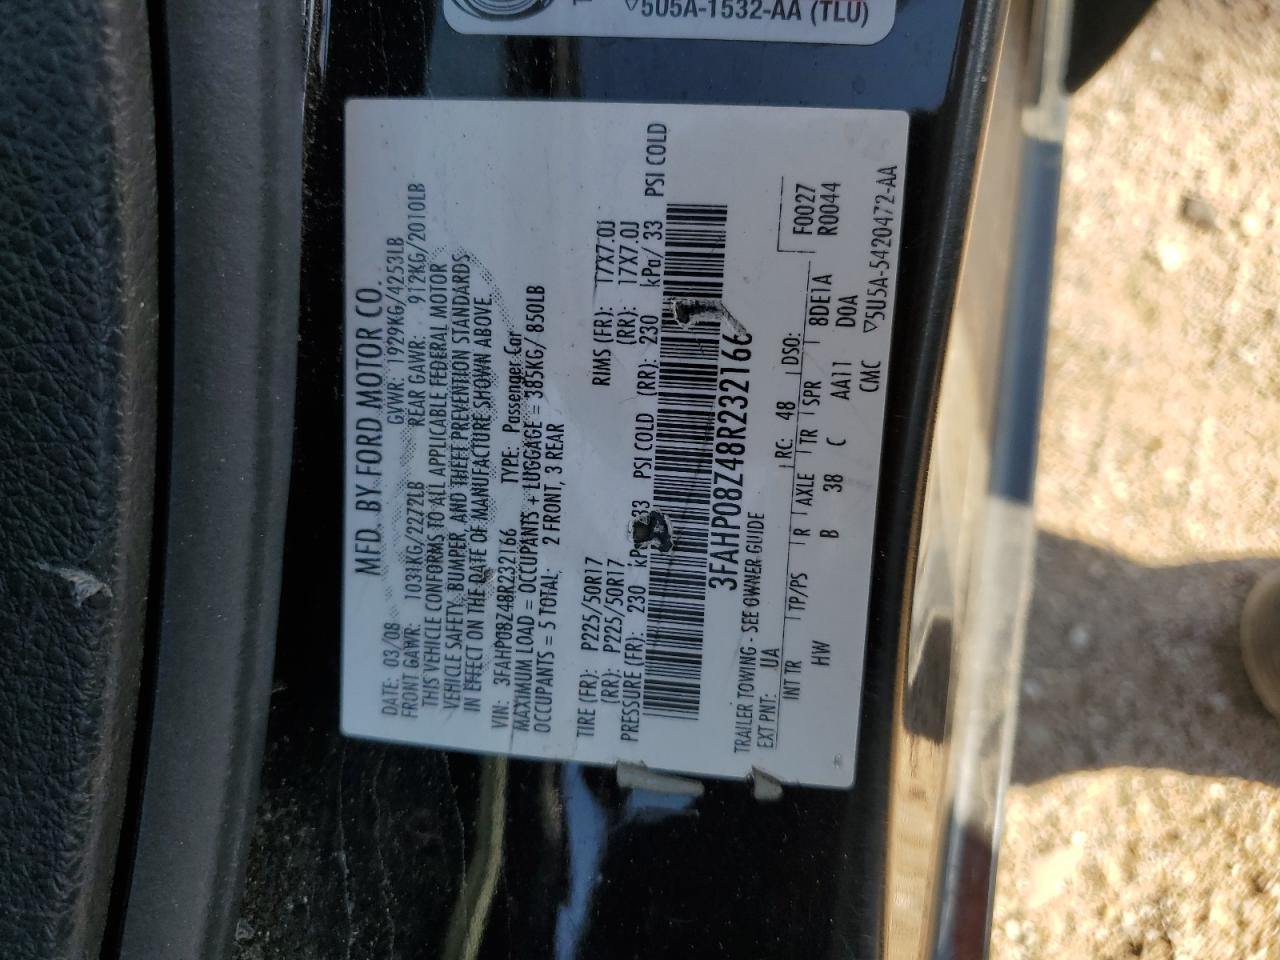 5U5A-1532-AA (TLU)
MFD. BY FORD MOTOR CO.
DATE: 03/08 GVWR: 1929KG/4253LB
FRONT GAWR: 1031KG/2272LB REAR GAWR: 912KG/2010LB
THIS VEHICLE CONFORMS TO ALL APPLICABLE FEDERAL MOTOR
VEHICLE SAFETY, BUMPER, AND THEFT PREVENTION STANDARDS
IN EFFECT ON THE DATE OF MANUFACTURE SHOWN ABOVE.
VIN: 3FAHP08Z48R232166 TYPE: Passenger Car
MAXIMUM LOAD = OCCUPANTS + LUGGAGE = 385KG/ 850LB
OCCUPANTS = 5 TOTAL: 2 FRONT, 3 REAR
TIRE (FR): P225/50R17 RIMS (FR): 17X7.0J
(RR): P225/50R17 (RR): 17X7.0J
PRESSURE (FR): 230 33 PSI COLD (RR): 230 kPa/ 33 PSI COLD
3FAHP08Z48R232166
TRAILER TOWING - SEE OWNER GUIDE
EXT PNT: UA RC: 48 DSO: F0027
INT TR TP/PS R AXLE TR SPR 8DE1A R0044
HW B 38 C AA11 DOA
CMC 5U5A-5420472-AA